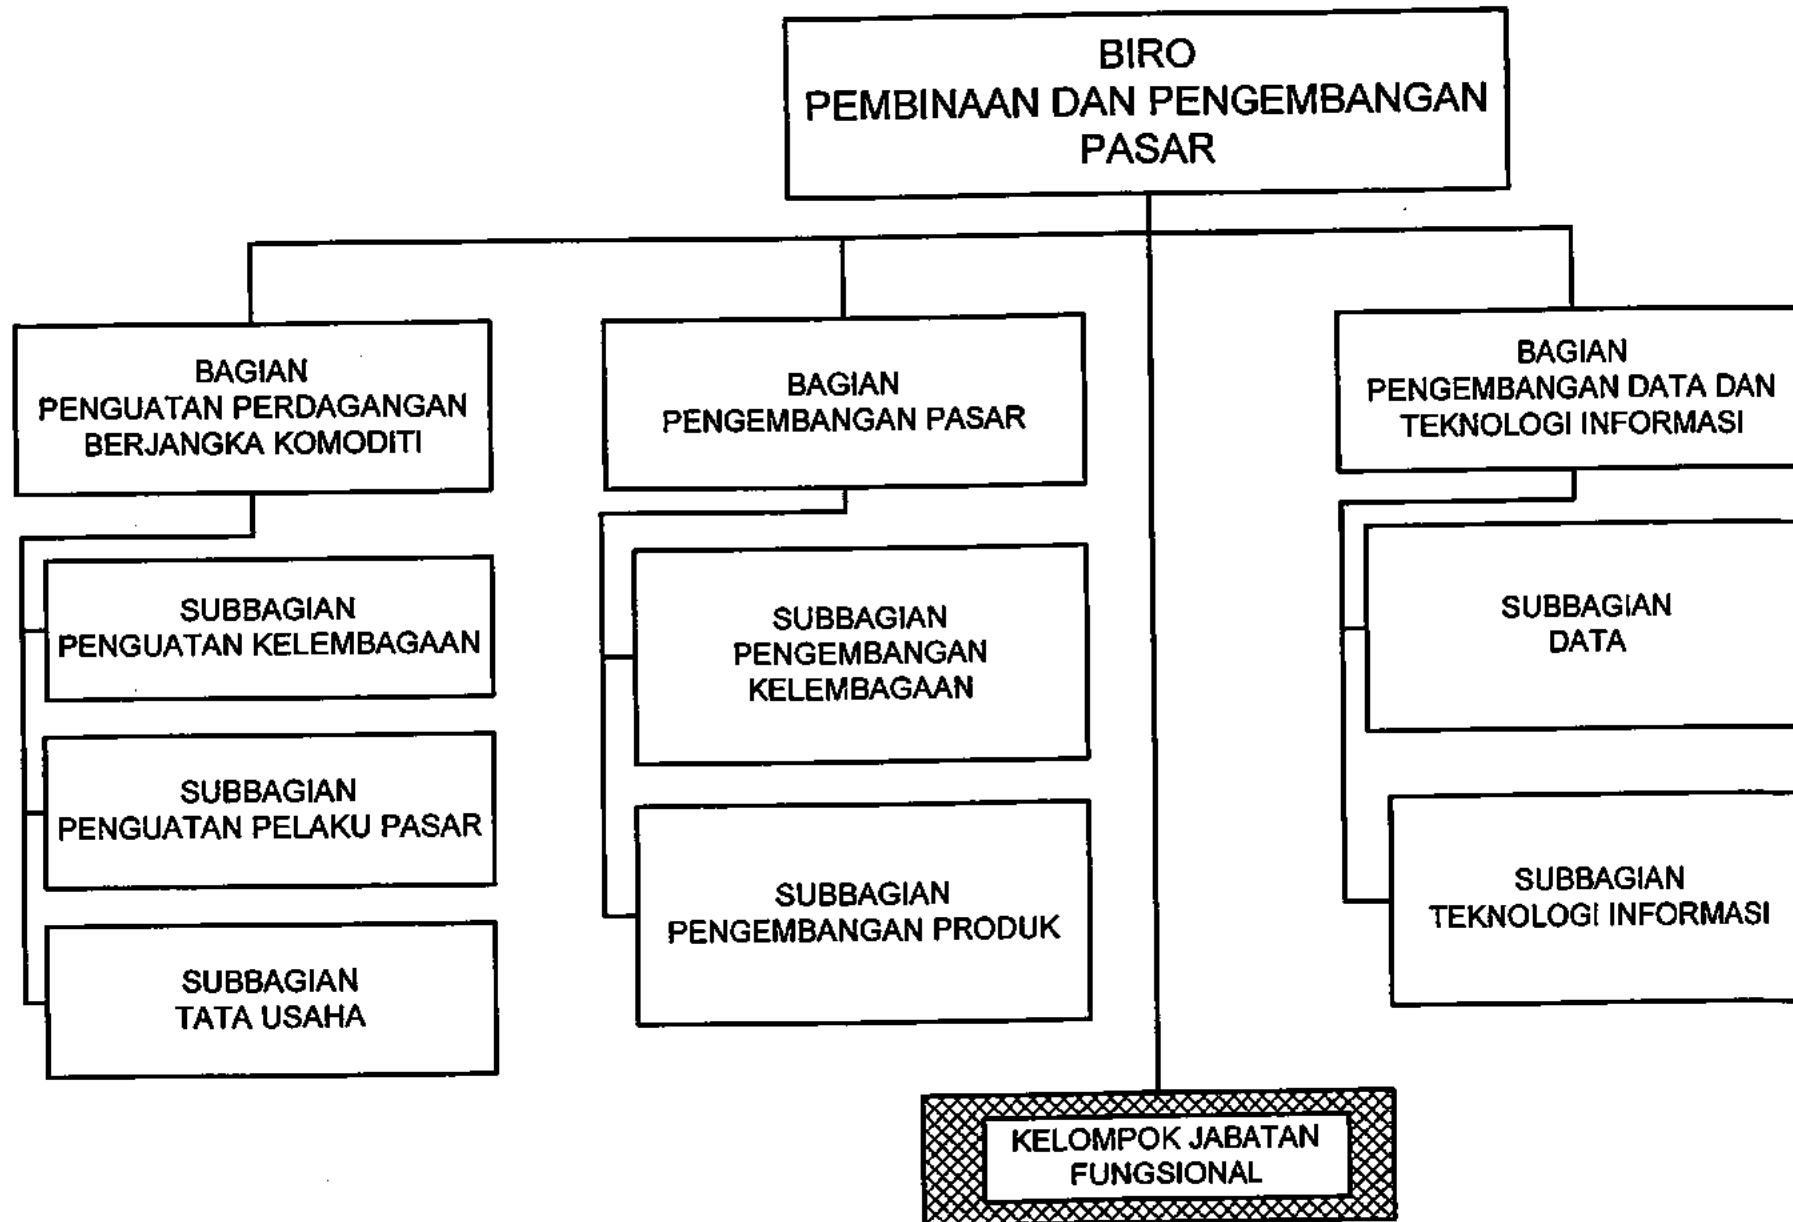 BIRO
PEMBINAAN DAN PENGEMBANGAN
PASAR
BAGIAN
PENGUATAN PERDAGANGAN
BERJANGKA KOMODITI
SUBBAGIAN
PENGUATAN KELEMBAGAAN
SUBBAGIAN
PENGUATAN PELAKU PASAR
SUBBAGIAN
TATA USAHA
BAGIAN
PENGEMBANGAN PASAR
SUBBAGIAN
PENGEMBANGAN
KELEMBAGAAN
SUBBAGIAN
PENGEMBANGAN PRODUK
BAGIAN
PENGEMBANGAN DATA DAN
TEKNOLOGI INFORMASI
SUBBAGIAN
DATA
SUBBAGIAN
TEKNOLOGI INFORMASI
KELOMPOK JABATAN
FUNGSIONAL